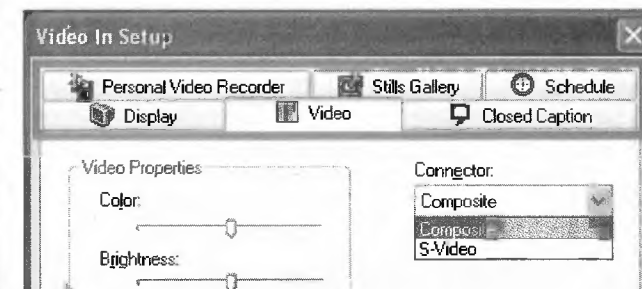 Video In Setup
Personal Video Recorder Stills Gallery Schedule
Display Video Closed Caption
Video Properties Connector:
Color: Composite
Composite
S-Video
Brightness: